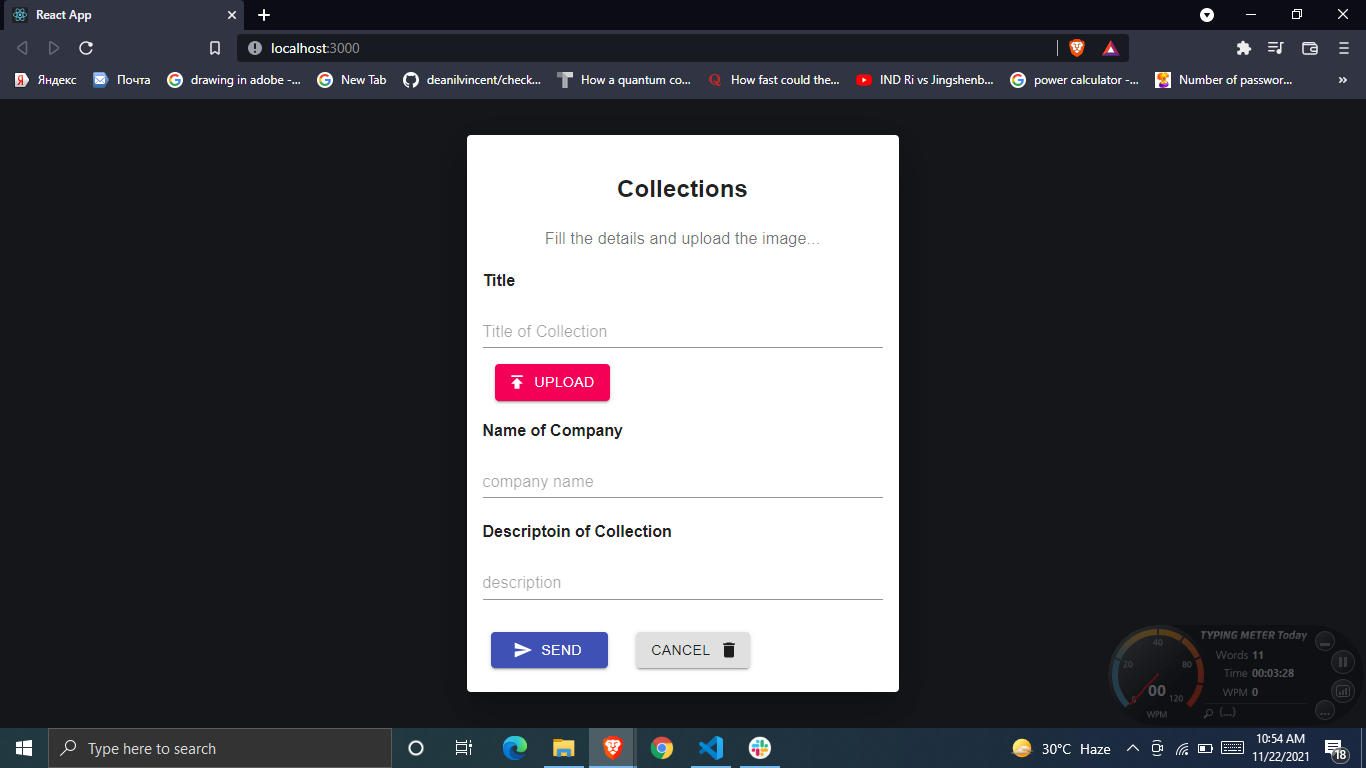 React App
localhost:3000
Яндекс
Почта
drawing in adobe -...
New Tab
deanilvincent/check...
How a quantum co...
How fast could the...
IND Ri vs Jingshenb...
power calculator -...
Number of passwor...
»
Collections
Fill the details and upload the image...
Title
Title of Collection
UPLOAD
Name of Company
company name
Descriptoin of Collection
description
SEND
CANCEL
TYPING METER Today
Words 11
Time 00:03:28
WPM 0
(...)
0
20
40
80
120
00
WPM
Type here to search
30°C Haze
10:54 AM
11/22/2021
18